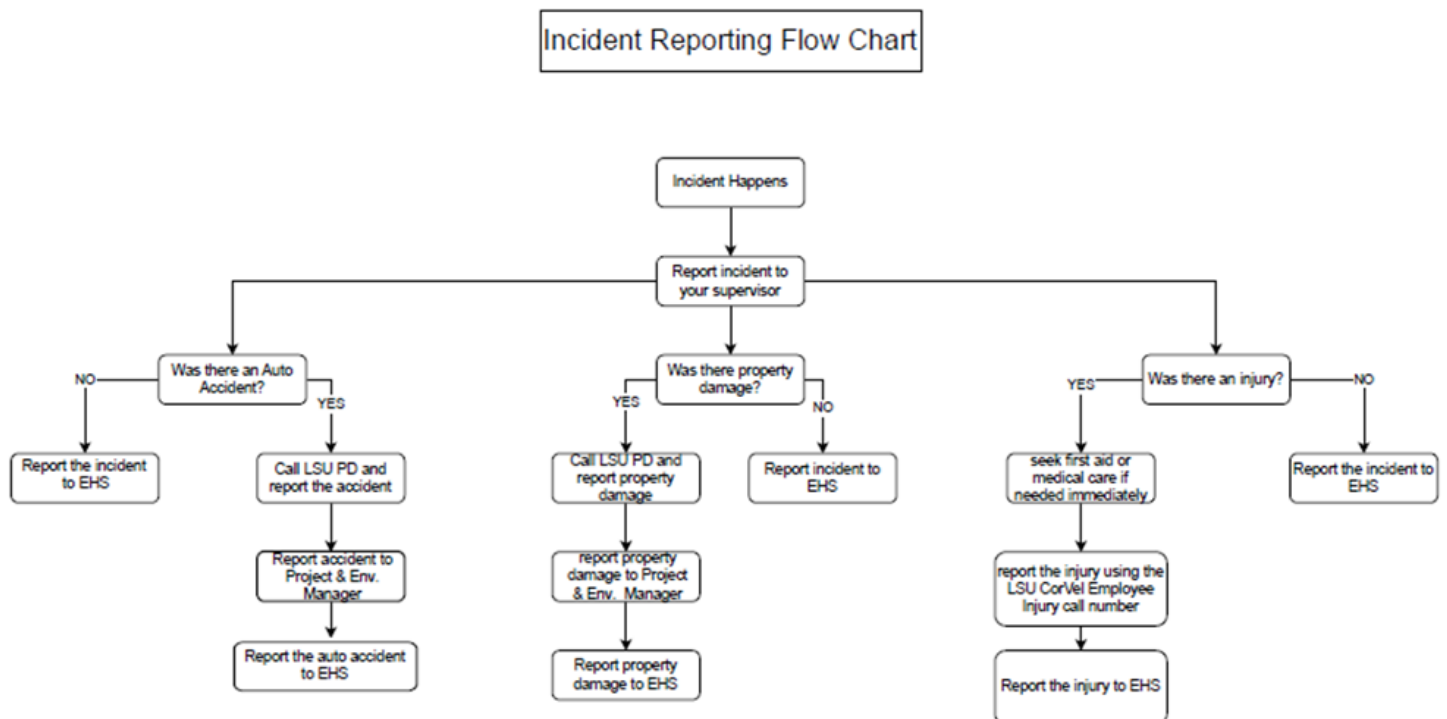 Incident Reporting Flow Chart
Incident Happens
Report incident to
your supervisor
Was there an Auto
Accident?
NO
YES
Was there property
damage?
YES
NO
Was there an injury?
YES
NO
Report the incident
to EHS
Call LSU PD and
report the accident
Call LSU PD and
report property
damage
Report incident to
EHS
seek first aid or
medical care if
needed immediately
Report the incident to
EHS
Report accident to
Project & Env.
Manager
report property
damage to Project
& Env. Manager
report the injury using the
LSU CorVel Employee
Injury call number
Report the auto accident
to EHS
Report property
damage to EHS
Report the injury to EHS